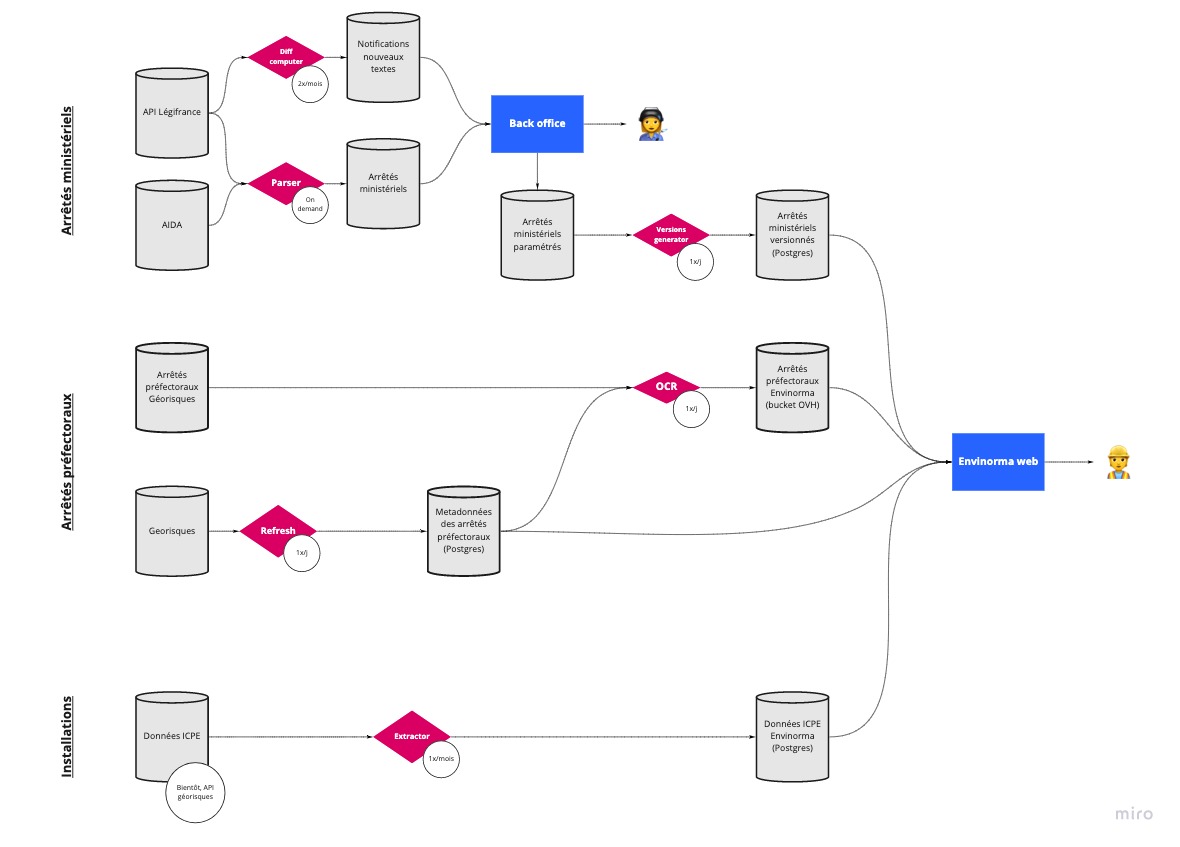 Arrêtés ministériels
API Légifrance
AIDA
Diff
computer
2x/mois
Parser
On
demand
Notifications
nouveaux
textes
Arrêtés
ministériels
Back office
Arrêtés
ministériels
paramétrés
Versions
generator
1x/j
Arrêtés
ministériels
versionnés
(Postgres)
Arrêtés préfectoraux
Arrêtés
préfectoraux
Géorisques
OCR
1x/j
Arrêtés
préfectoraux
Envinorma
(bucket OVH)
Envinorma web
Georisques
Refresh
1x/j
Metadonnées
des arrêtés
préfectoraux
(Postgres)
Installations
Données ICPE
Bientôt, API
géorisques
Extractor
1x/mois
Données ICPE
Envinorma
(Postgres)
miro